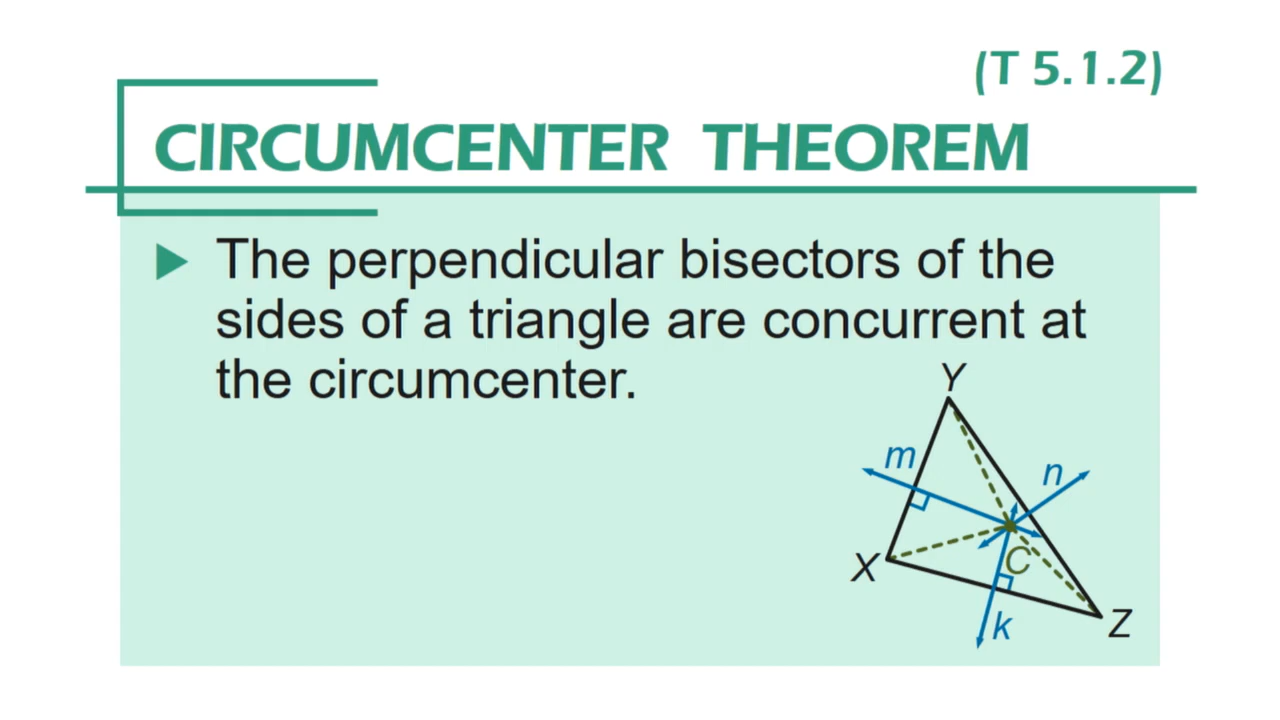 (T 5.1.2)
CIRCUMCENTER THEOREM
The perpendicular bisectors of the
sides of a triangle are concurrent at
the circumcenter.
Y
m
n
X
C
k
Z